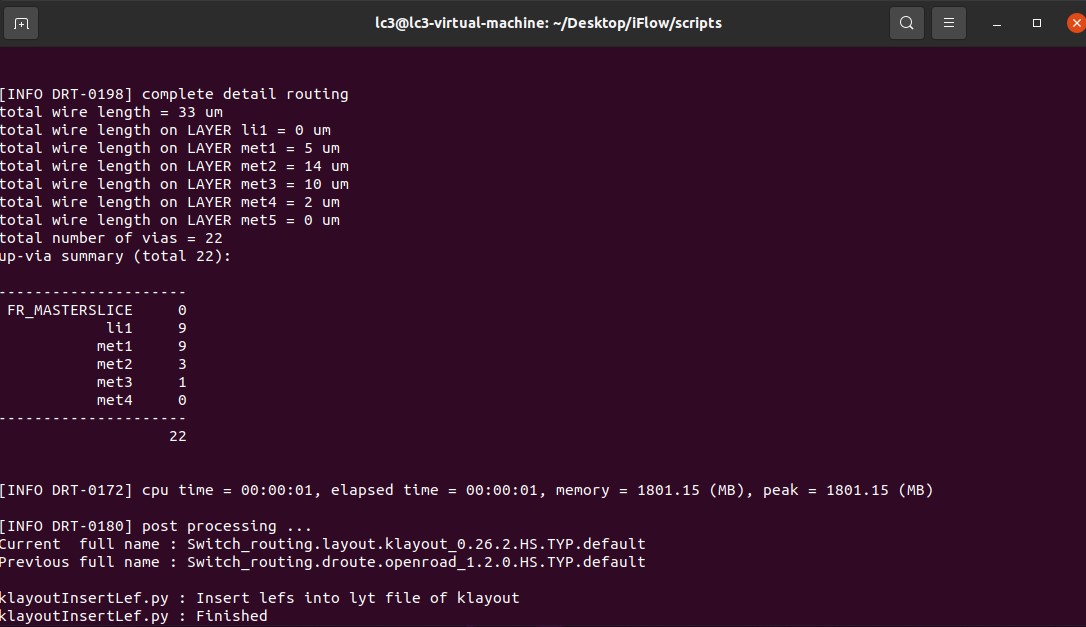 lc3@lc3-virtual-machine: ~/Desktop/iFlow/scripts
[INFO DRT-0198] complete detail routing
total wire length = 33 um
total wire length on LAYER li1 = 0 um
total wire length on LAYER met1 = 5 um
total wire length on LAYER met2 = 14 um
total wire length on LAYER met3 = 10 um
total wire length on LAYER met4 = 2 um
total wire length on LAYER met5 = 0 um
total number of vias = 22
up-via summary (total 22):
---------------------
FR_MASTERSLICE 0
li1 9
met1 9
met2 3
met3 1
met4 0
---------------------
22
[INFO DRT-0172] cpu time = 00:00:01, elapsed time = 00:00:01, memory = 1801.15 (MB), peak = 1801.15 (MB)
[INFO DRT-0180] post processing ...
Current  full name : Switch_routing.layout.klayout_0.26.2.HS.TYP.default
Previous full name : Switch_routing.droute.openroad_1.2.0.HS.TYP.default
klayoutInsertLef.py : Insert lefs into lyt file of klayout
klayoutInsertLef.py : Finished